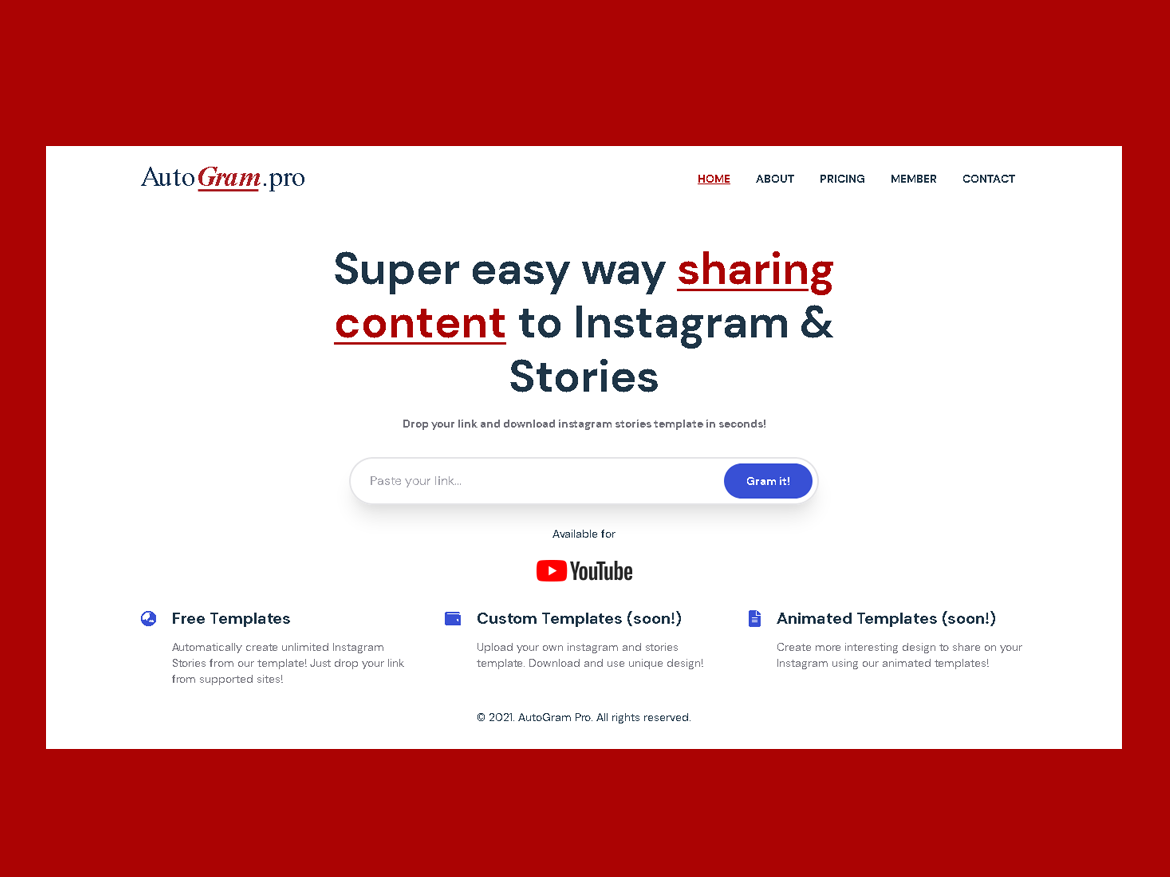 AutoGram.pro
HOME ABOUT PRICING MEMBER CONTACT
Super easy way sharing
content to Instagram &
Stories
Drop your link and download instagram stories template in seconds!
Paste your link...
Gram it!
Available for
YouTube
Free Templates
Automatically create unlimited Instagram
Stories from our template! Just drop your link
from supported sites!
Custom Templates (soon!)
Upload your own instagram and stories
template. Download and use unique design!
Animated Templates (soon!)
Create more interesting design to share on your
Instagram using our animated templates!
© 2021. AutoGram Pro. All rights reserved.